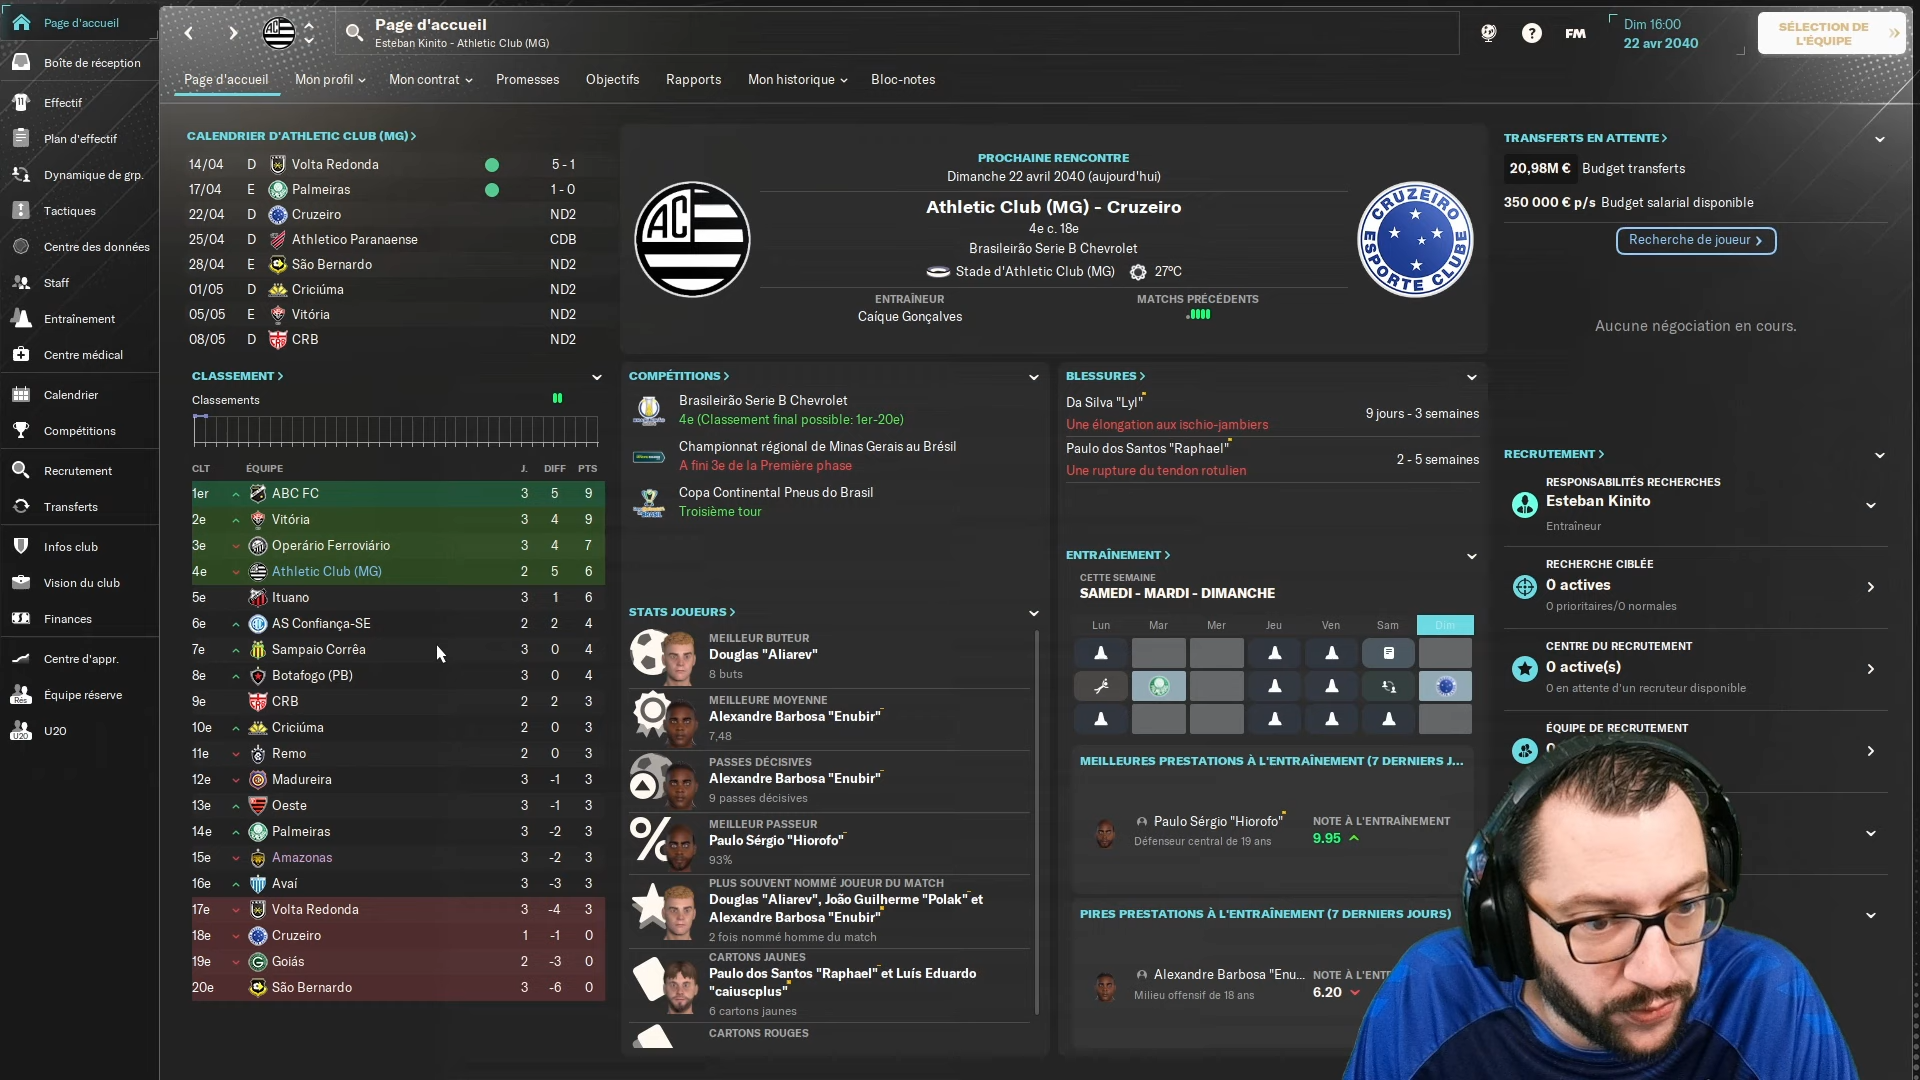 Page d'accueil
Boîte de réception
Effectif
Plan d'effectif
Dynamique de grp.
Tactiques
Centre des données
Staff
Entraînement
Centre médical
Calendrier
Compétitions
Recrutement
Transferts
Infos club
Vision du club
Finances
Centre d'appr.
Équipe réserve
U20
Page d'accueil
Esteban Kinito - Athletic Club (MG)
FM
Dim 16:00
22 avr 2040
SÉLECTION DE
L'ÉQUIPE
Page d'accueil Mon profil Mon contrat Promesses Objectifs Rapports Mon historique Bloc-notes
CALENDRIER D'ATHLETIC CLUB (MG)
14/04 D Volta Redonda 5 - 1
17/04 E Palmeiras 1 - 0
22/04 D Cruzeiro ND2
25/04 D Athletico Paranaense CDB
28/04 E São Bernardo ND2
01/05 D Criciúma ND2
05/05 E Vitória ND2
08/05 D CRB ND2
PROCHAINE RENCONTRE
Dimanche 22 avril 2040 (aujourd'hui)
Athletic Club (MG) - Cruzeiro
4e c. 18e
Brasileirão Serie B Chevrolet
Stade d'Athletic Club (MG) 27°C
ENTRAÎNEUR
Caíque Gonçalves
MATCHS PRÉCÉDENTS
AC
CRUZEIRO
ESPORTE CLUBE
TRANSFERTS EN ATTENTE
20,98M € Budget transferts
350 000 € p/s Budget salarial disponible
Recherche de joueur
Aucune négociation en cours.
CLASSEMENT
Classements
CLT ÉQUIPE J. DIFF PTS
1er ABC FC 3 5 9
2e Vitória 3 4 9
3e Operário Ferroviário 3 4 7
4e Athletic Club (MG) 2 5 6
5e Ituano 3 1 6
6e AS Confiança-SE 2 2 4
7e Sampaio Corrêa 3 0 4
8e Botafogo (PB) 3 0 4
9e CRB 2 2 3
10e Criciúma 2 0 3
11e Remo 2 0 3
12e Madureira 3 -1 3
13e Oeste 3 -1 3
14e Palmeiras 3 -2 3
15e Amazonas 3 -2 3
16e Avaí 3 -3 3
17e Volta Redonda 3 -4 3
18e Cruzeiro 1 -1 0
19e Goiás 2 -3 0
20e São Bernardo 3 -6 0
COMPÉTITIONS
Brasileirão Serie B Chevrolet
4e (Classement final possible: 1er-20e)
Championnat régional de Minas Gerais au Brésil
A fini 3e de la Première phase
Copa Continental Pneus do Brasil
Troisième tour
STATS JOUEURS
MEILLEUR BUTEUR
Douglas "Aliarev"
8 buts
MEILLEURE MOYENNE
Alexandre Barbosa "Enubir"
7,48
PASSES DÉCISIVES
Alexandre Barbosa "Enubir"
9 passes décisives
MEILLEUR PASSEUR
Paulo Sérgio "Hiorofo"
93%
PLUS SOUVENT NOMMÉ JOUEUR DU MATCH
Douglas "Aliarev", João Guilherme "Polak" et
Alexandre Barbosa "Enubir"
2 fois nommé homme du match
CARTONS JAUNES
Paulo dos Santos "Raphael" et Luís Eduardo
"caiuscplus"
6 cartons jaunes
CARTONS ROUGES
BLESSURES
Da Silva "Lyl"
Une élongation aux ischio-jambiers
9 jours - 3 semaines
Paulo dos Santos "Raphael"
Une rupture du tendon rotulien
2 - 5 semaines
ENTRAÎNEMENT
CETTE SEMAINE
SAMEDI - MARDI - DIMANCHE
Lun Mar Mer Jeu Ven Sam Dim
MEILLEURES PRESTATIONS À L'ENTRAÎNEMENT (7 DERNIERS J...
Paulo Sérgio "Hiorofo"
Défenseur central de 19 ans
NOTE À L'ENTRAÎNEMENT
9.95
PIRES PRESTATIONS À L'ENTRAÎNEMENT (7 DERNIERS JOURS)
Alexandre Barbosa "Enu...
Milieu offensif de 18 ans
NOTE À L'ENT
6.20
RECRUTEMENT
RESPONSABILITÉS RECHERCHES
Esteban Kinito
Entraîneur
RECHERCHE CIBLÉE
0 actives
0 prioritaires/0 normales
CENTRE DU RECRUTEMENT
0 active(s)
0 en attente d'un recruteur disponible
ÉQUIPE DE RECRUTEMENT